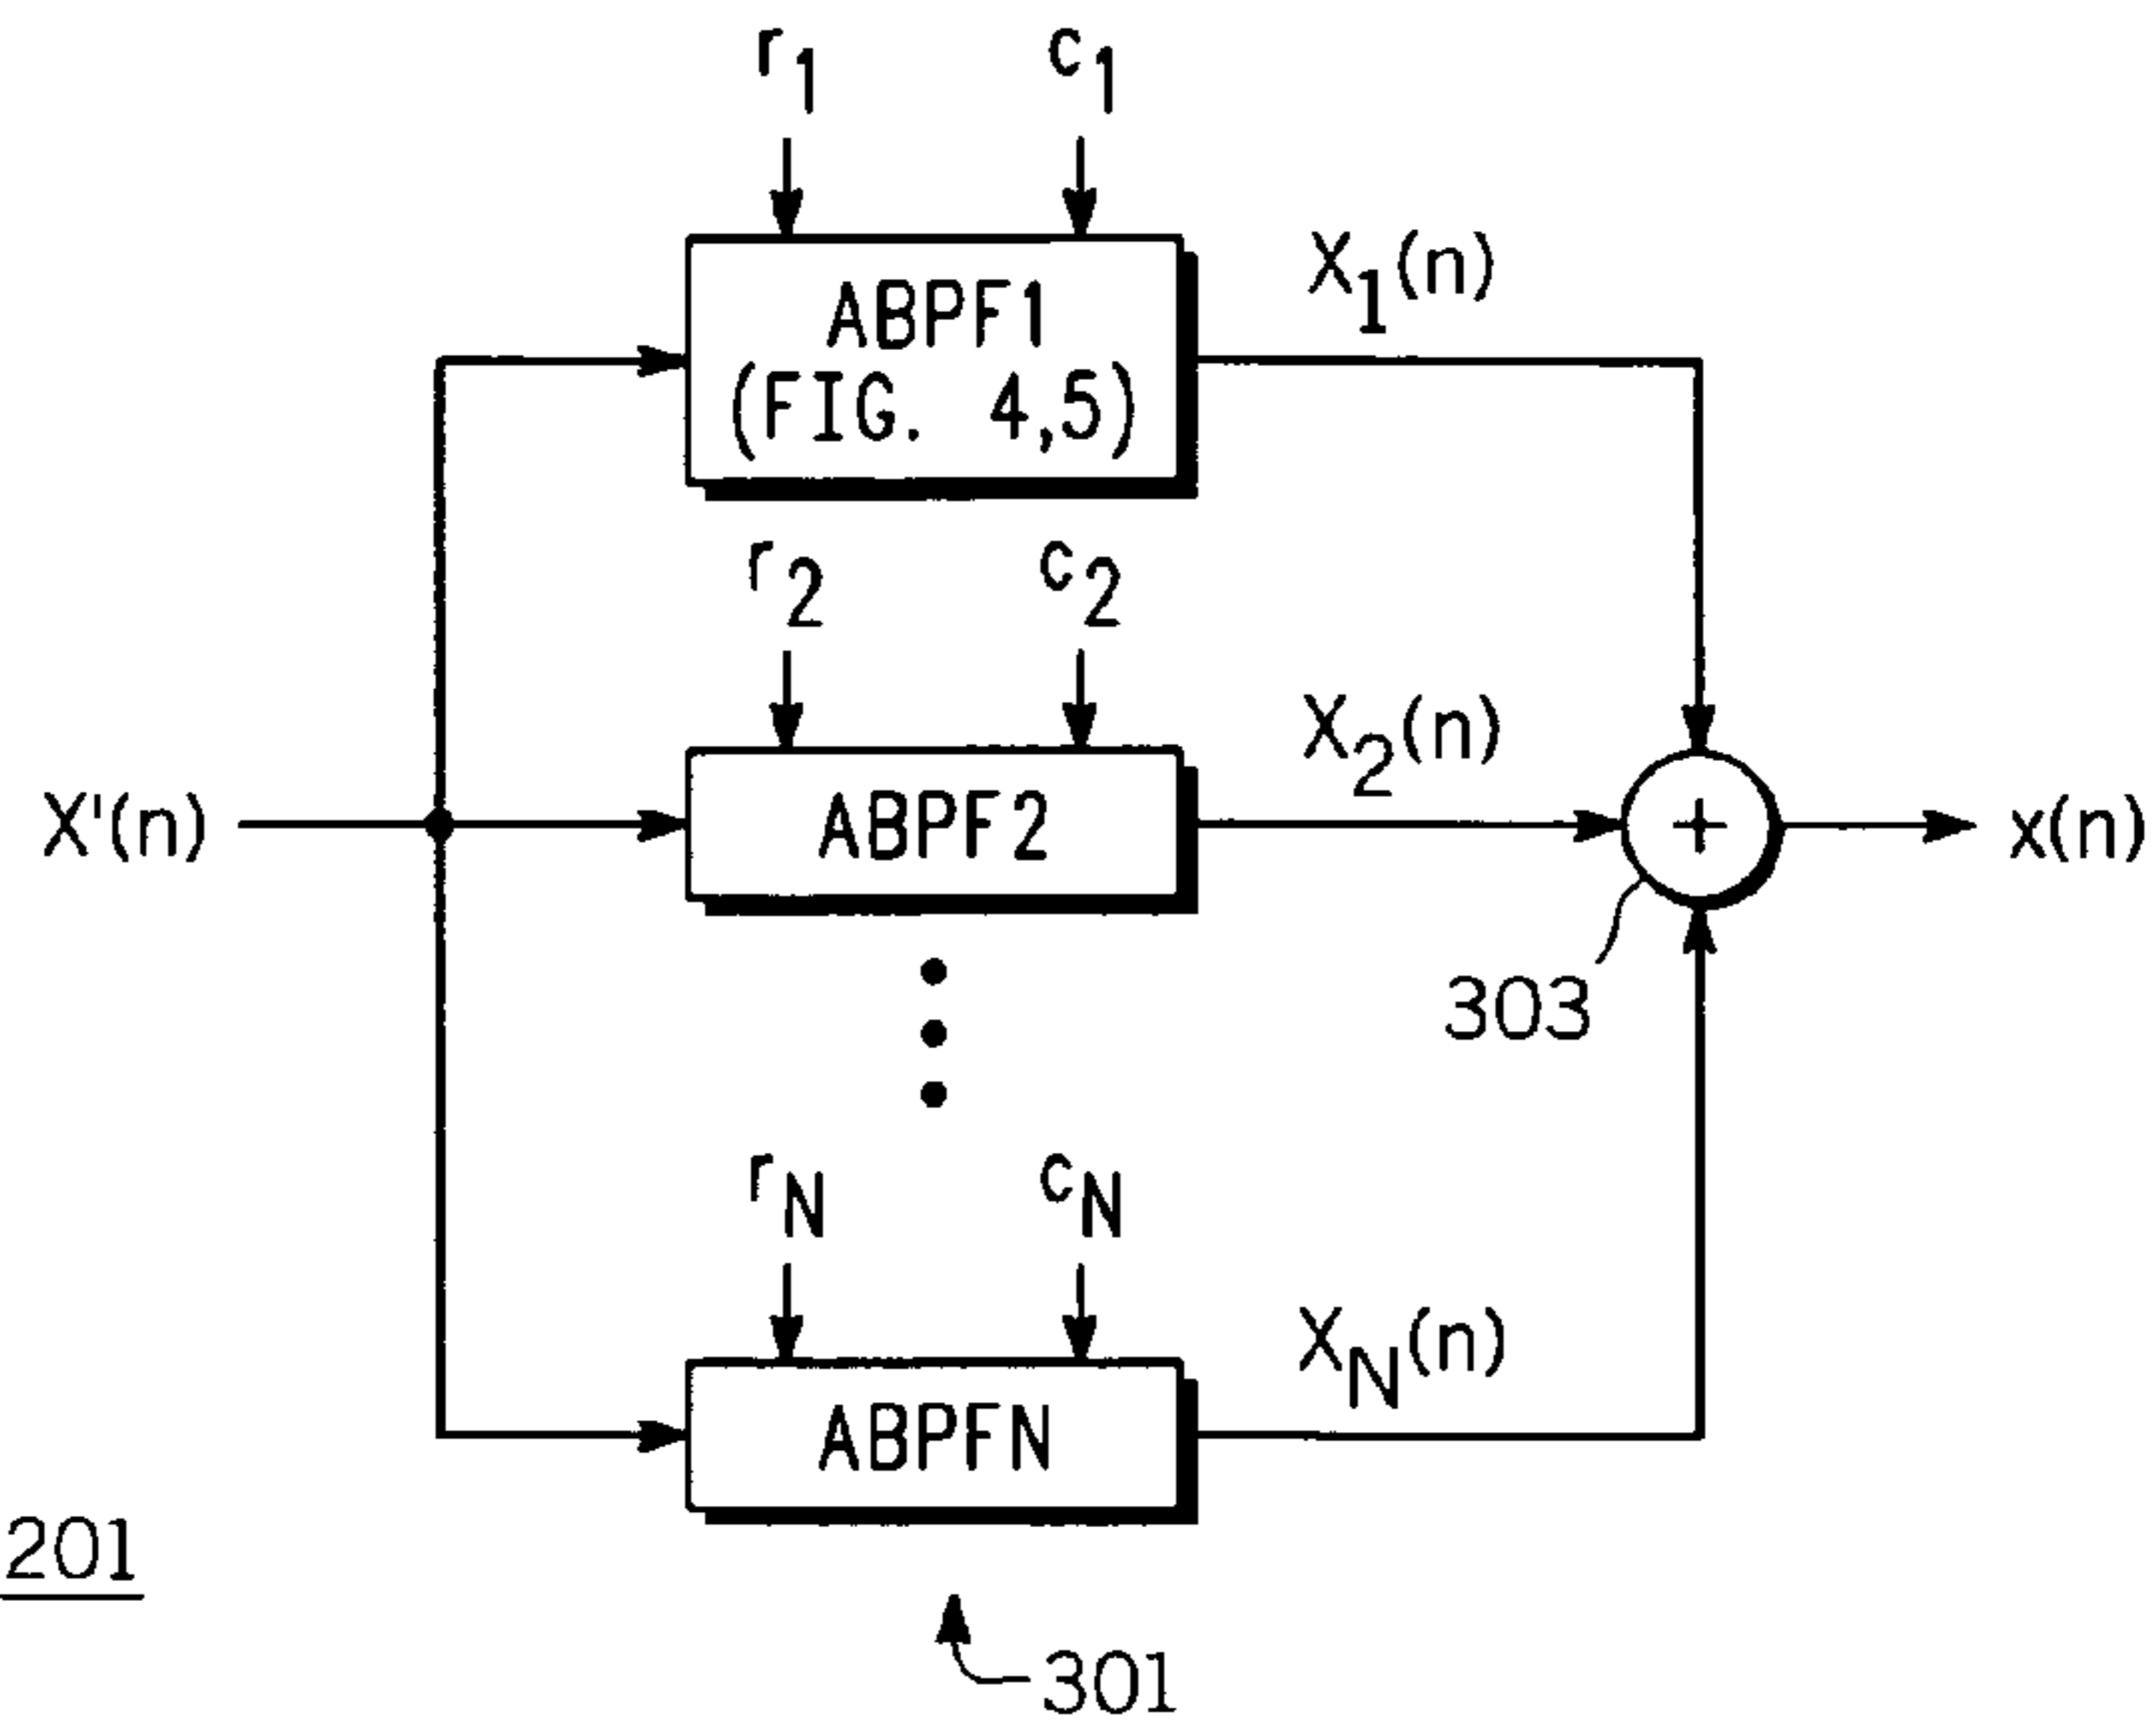 r1 c1
ABPF1
(FIG. 4,5)
X1(n)
r2 c2
X'(n)
ABPF2
X2(n)
+
x(n)
303
rN cN
ABPFN
XN(n)
201
301